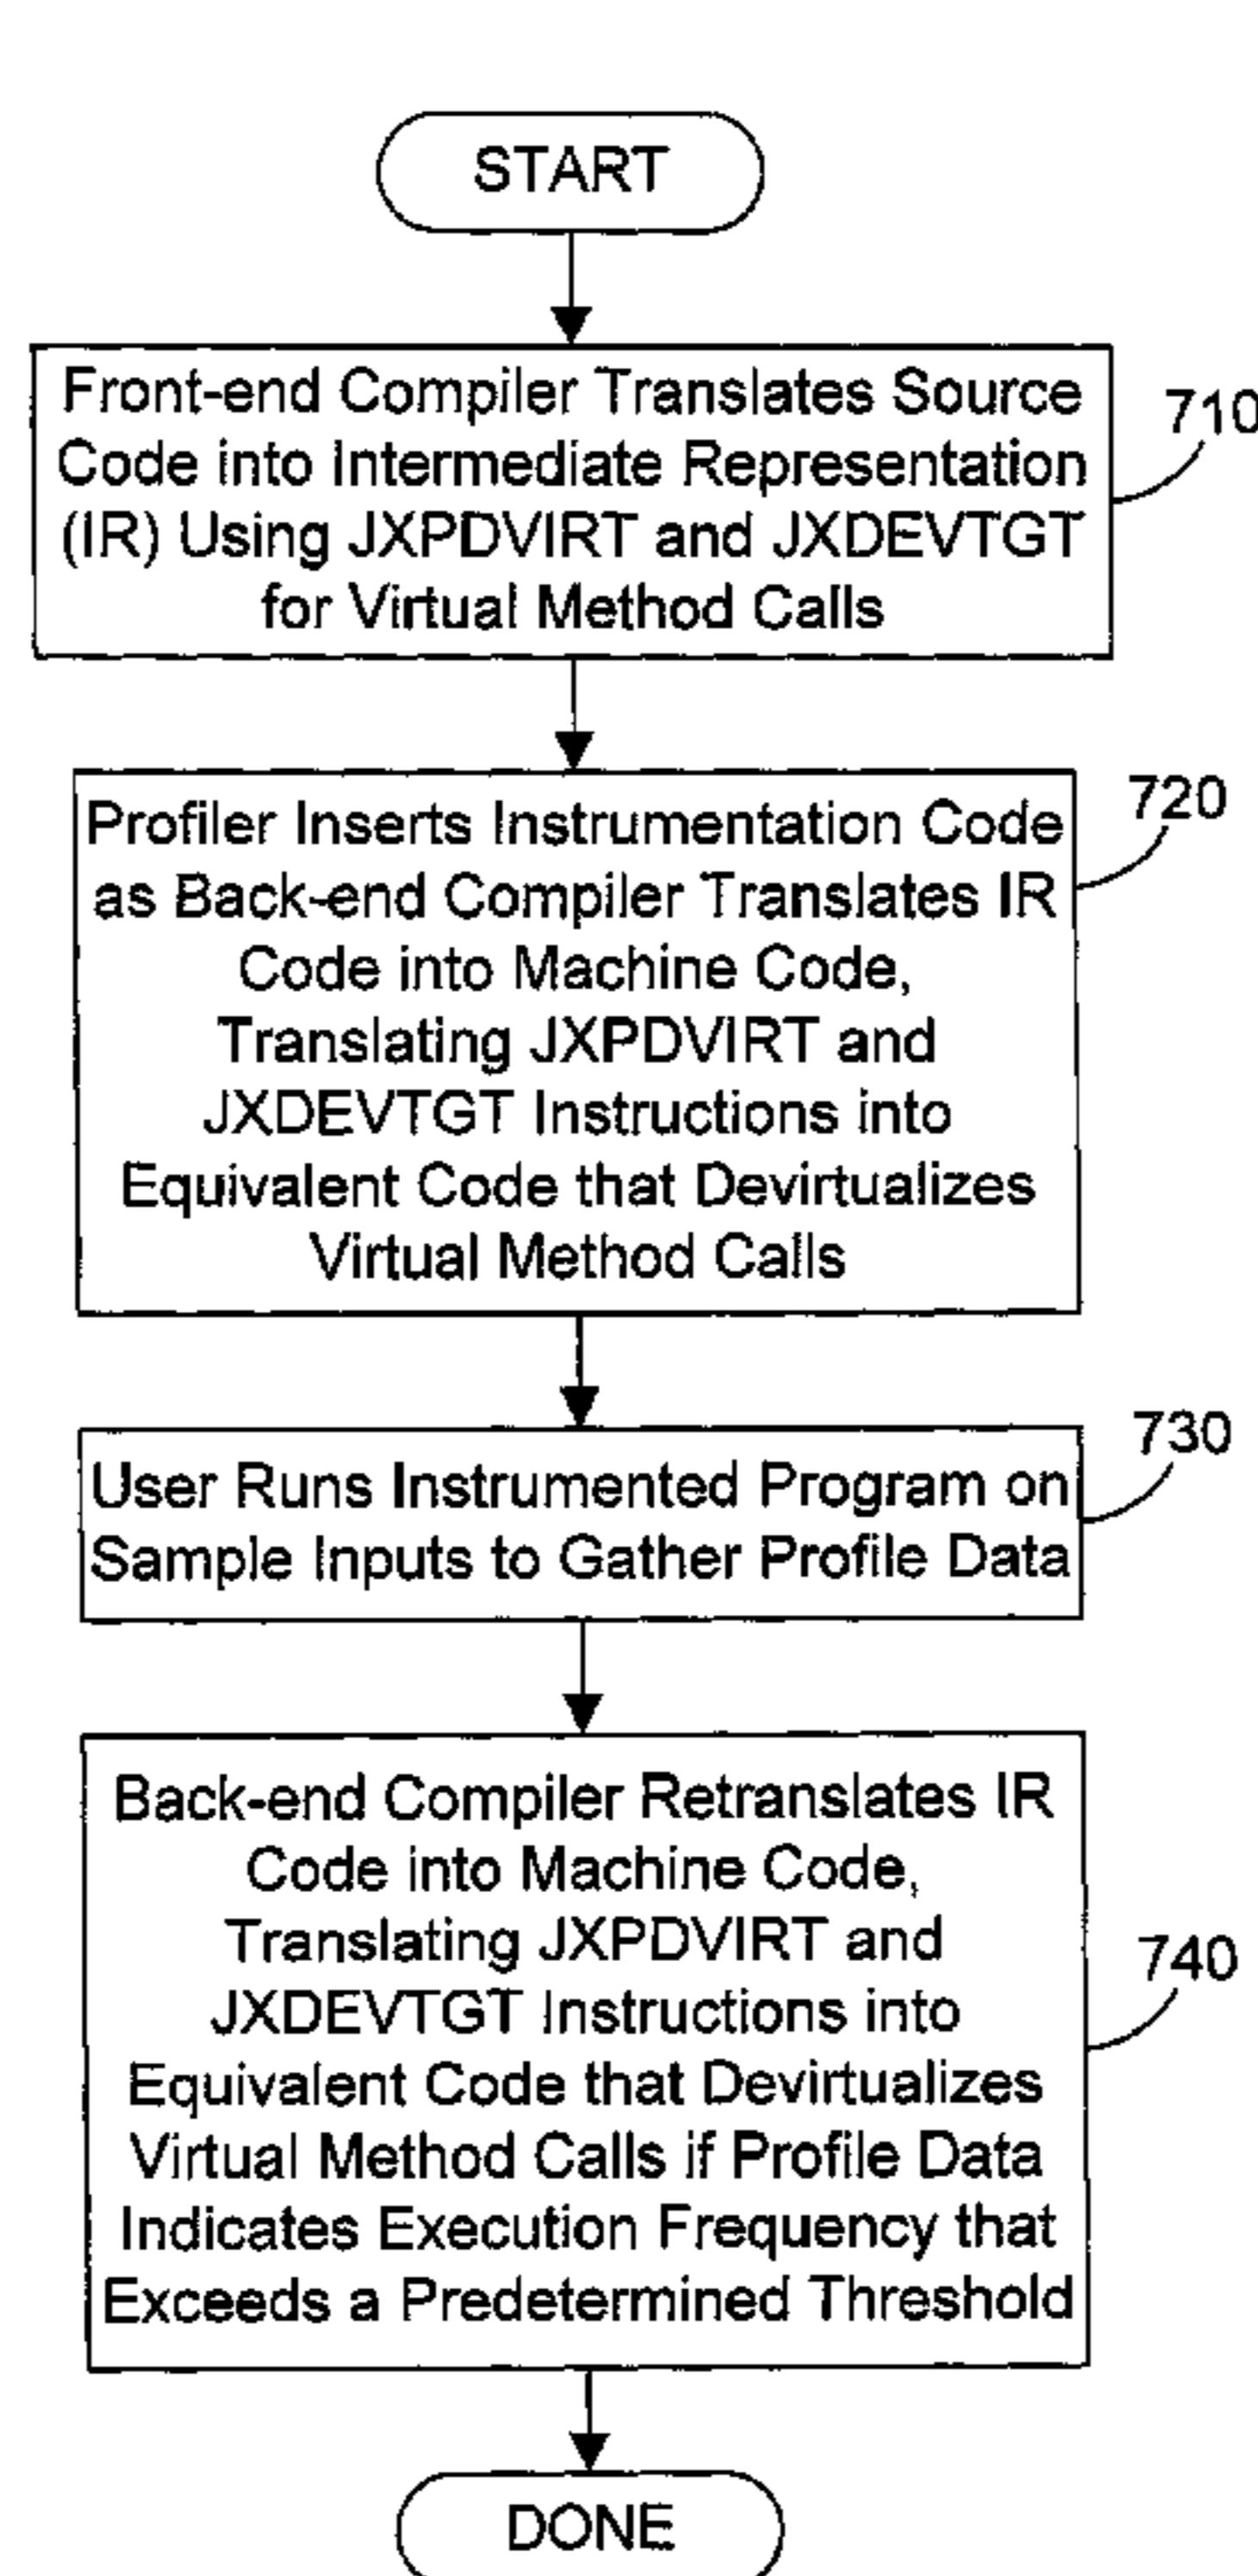 START
Front-end Compiler Translates Source
Code into Intermediate Representation
(IR) Using JXPDVIRT and JXDEVTGT
for Virtual Method Calls
710
Profiler Inserts Instrumentation Code
as Back-end Compiler Translates IR
Code into Machine Code,
Translating JXPDVIRT and
JXDEVTGT Instructions into
Equivalent Code that Devirtualizes
Virtual Method Calls
720
User Runs Instrumented Program on
Sample Inputs to Gather Profile Data
730
Back-end Compiler Retranslates IR
Code into Machine Code,
Translating JXPDVIRT and
JXDEVTGT Instructions into
Equivalent Code that Devirtualizes
Virtual Method Calls if Profile Data
Indicates Execution Frequency that
Exceeds a Predetermined Threshold
740
DONE